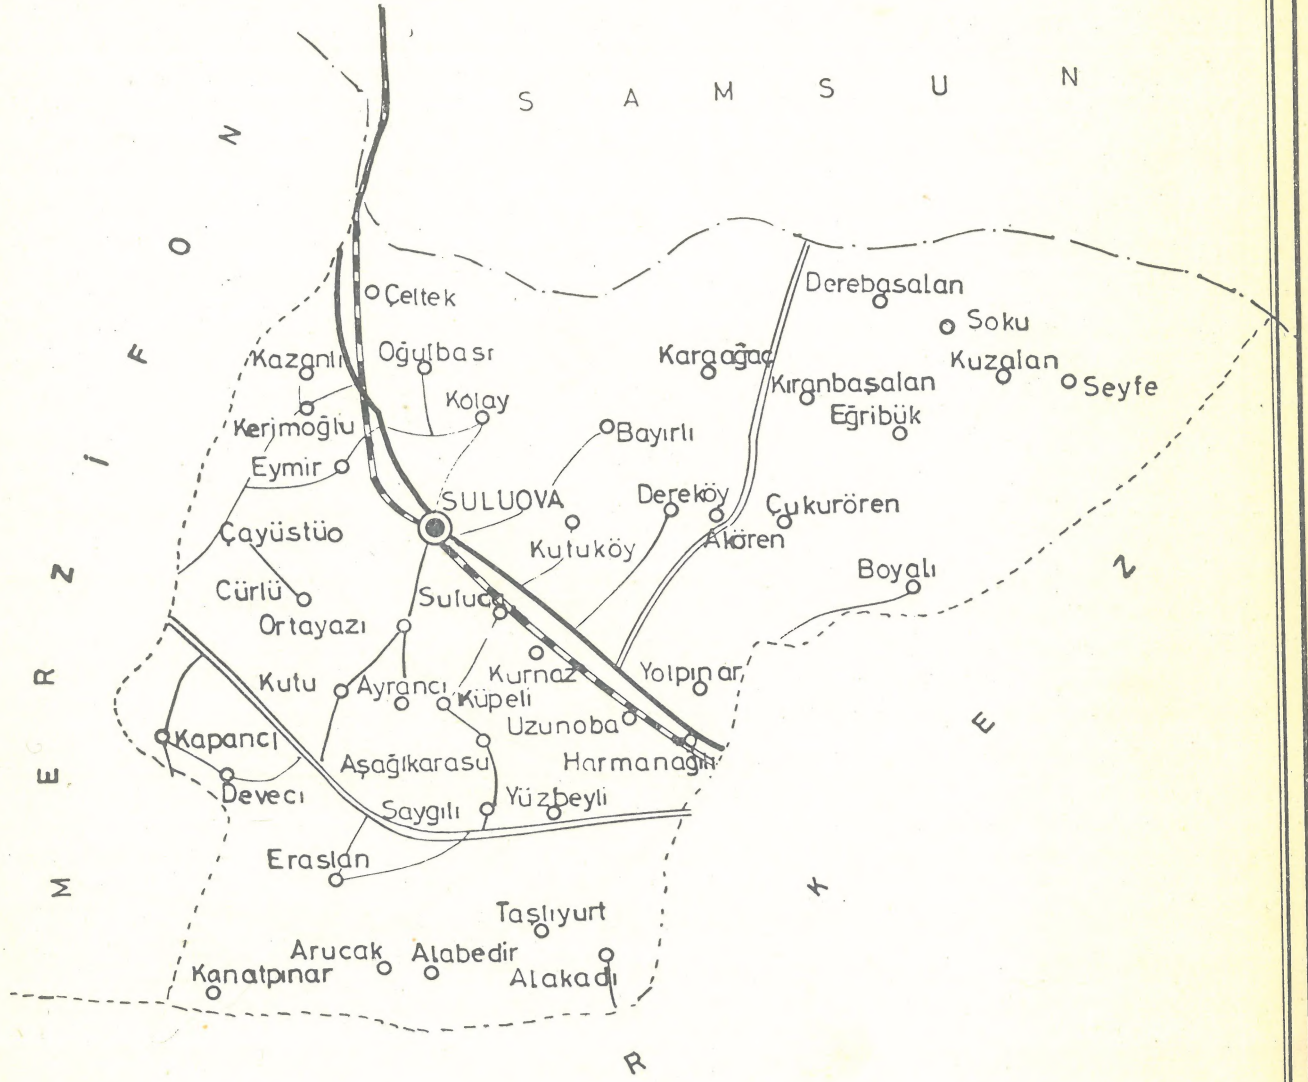 S A M S U N
M E R Z İ F O N
Çeltek
Derebaşalan
Soku
Kazanlı
Oğulbaşı
Karaağaç
Kuzalan
Kıranbaşalan
Seyfe
Kolay
Eğribük
Kerimoğlu
Bayırlı
Eymir
SULUOVA
Dereköy
Çukurören
Çayüstü
Kutuköy
Akören
Boyalı
Cürlü
Suluca
Ortayazı
Kurnaz
Yolpınar
Kutu
Ayrancı
Küpeli
Uzunoba
Kapancı
Aşağıkarasu
Harmanağılı
Devecı
Saygılı
Yüzbeyli
Eraslan
Taşlıyurt
Arucak
Alabedir
Kanatpınar
Alakadı
R K E Z